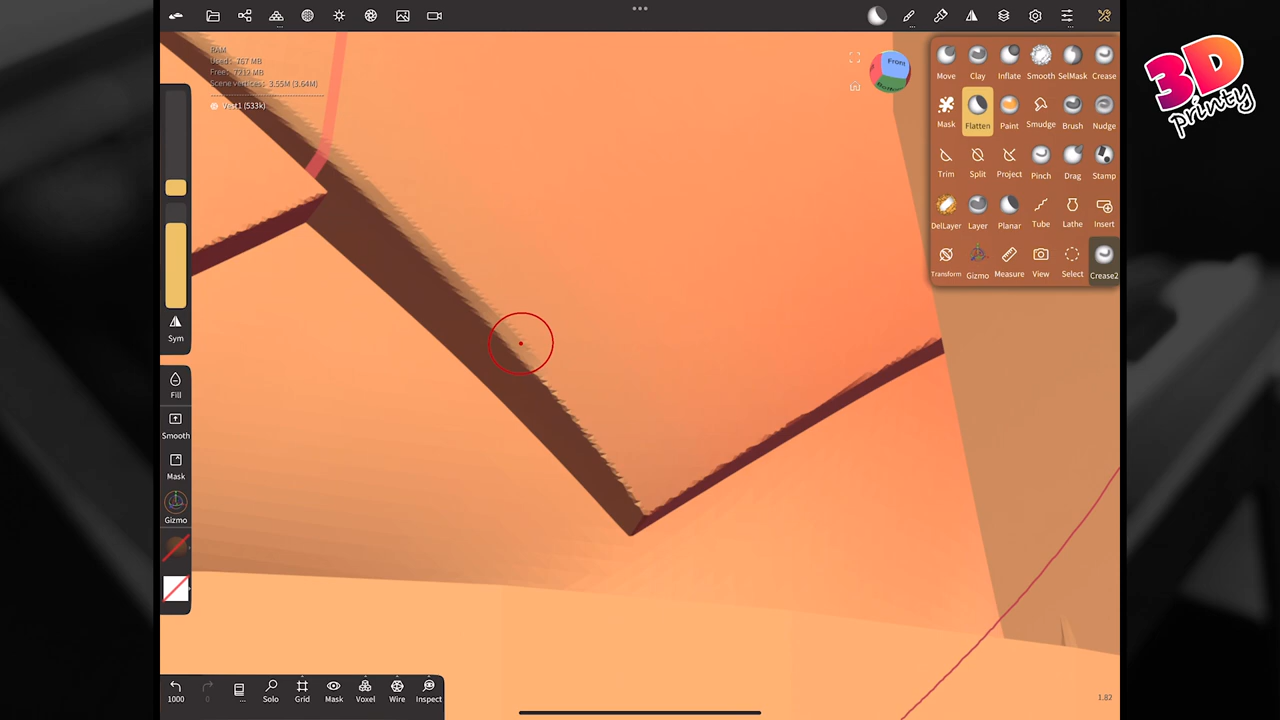 RAM
Used: 767 MB
Free: 7212 MB
Scene vertices: 3.55M (3.64M)
Vest1 (533k)
Front
Bottom
Move Clay Inflate Smooth SelMask Crease
Mask Flatten Paint Smudge Brush Nudge
Trim Split Project Pinch Drag Stamp
DelLayer Layer Planar Tube Lathe Insert
Transform Gizmo Measure View Select Crease2
3D
printy
Sym
Fill
Smooth
Mask
Gizmo
1000 0 ... Solo Grid Mask Voxel Wire Inspect
1.82